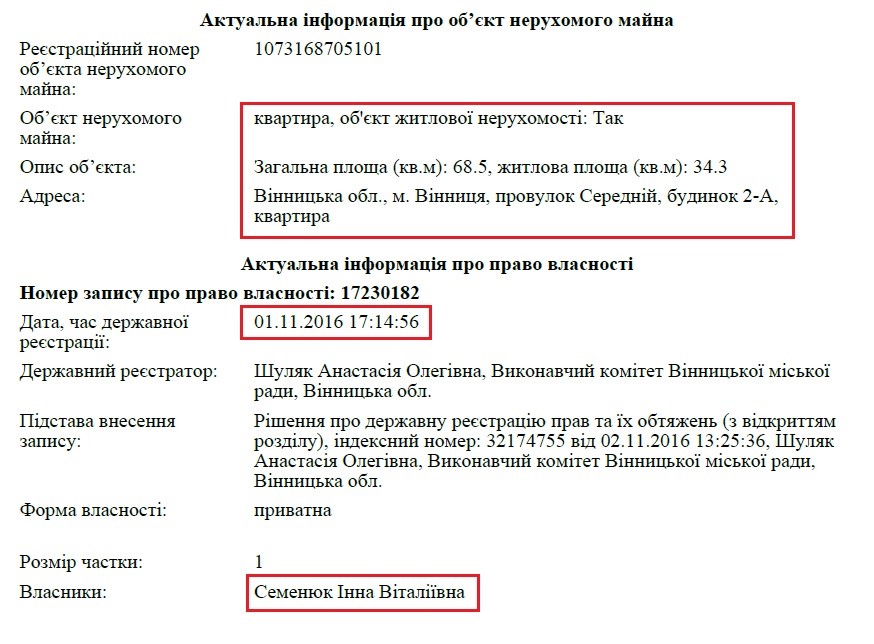 Актуальна інформація про об’єкт нерухомого майна
Реєстраційний номер 1073168705101
об’єкта нерухомого
майна:
Об’єкт нерухомого квартира, об'єкт житлової нерухомості: Так
майна:
Опис об’єкта: Загальна площа (кв.м): 68.5, житлова площа (кв.м): 34.3
Адреса: Вінницька обл., м. Вінниця, провулок Середній, будинок 2-А,
квартира
Актуальна інформація про право власності
Номер запису про право власності: 17230182
Дата, час державної 01.11.2016 17:14:56
реєстрації:
Державний реєстратор: Шуляк Анастасія Олегівна, Виконавчий комітет Вінницької міської
ради, Вінницька обл.
Підстава внесення Рішення про державну реєстрацію прав та їх обтяжень (з відкриттям
запису: розділу), індексний номер: 32174755 від 02.11.2016 13:25:36, Шуляк
Анастасія Олегівна, Виконавчий комітет Вінницької міської ради,
Вінницька обл.
Форма власності: приватна
Розмір частки: 1
Власники: Семенюк Інна Віталіївна